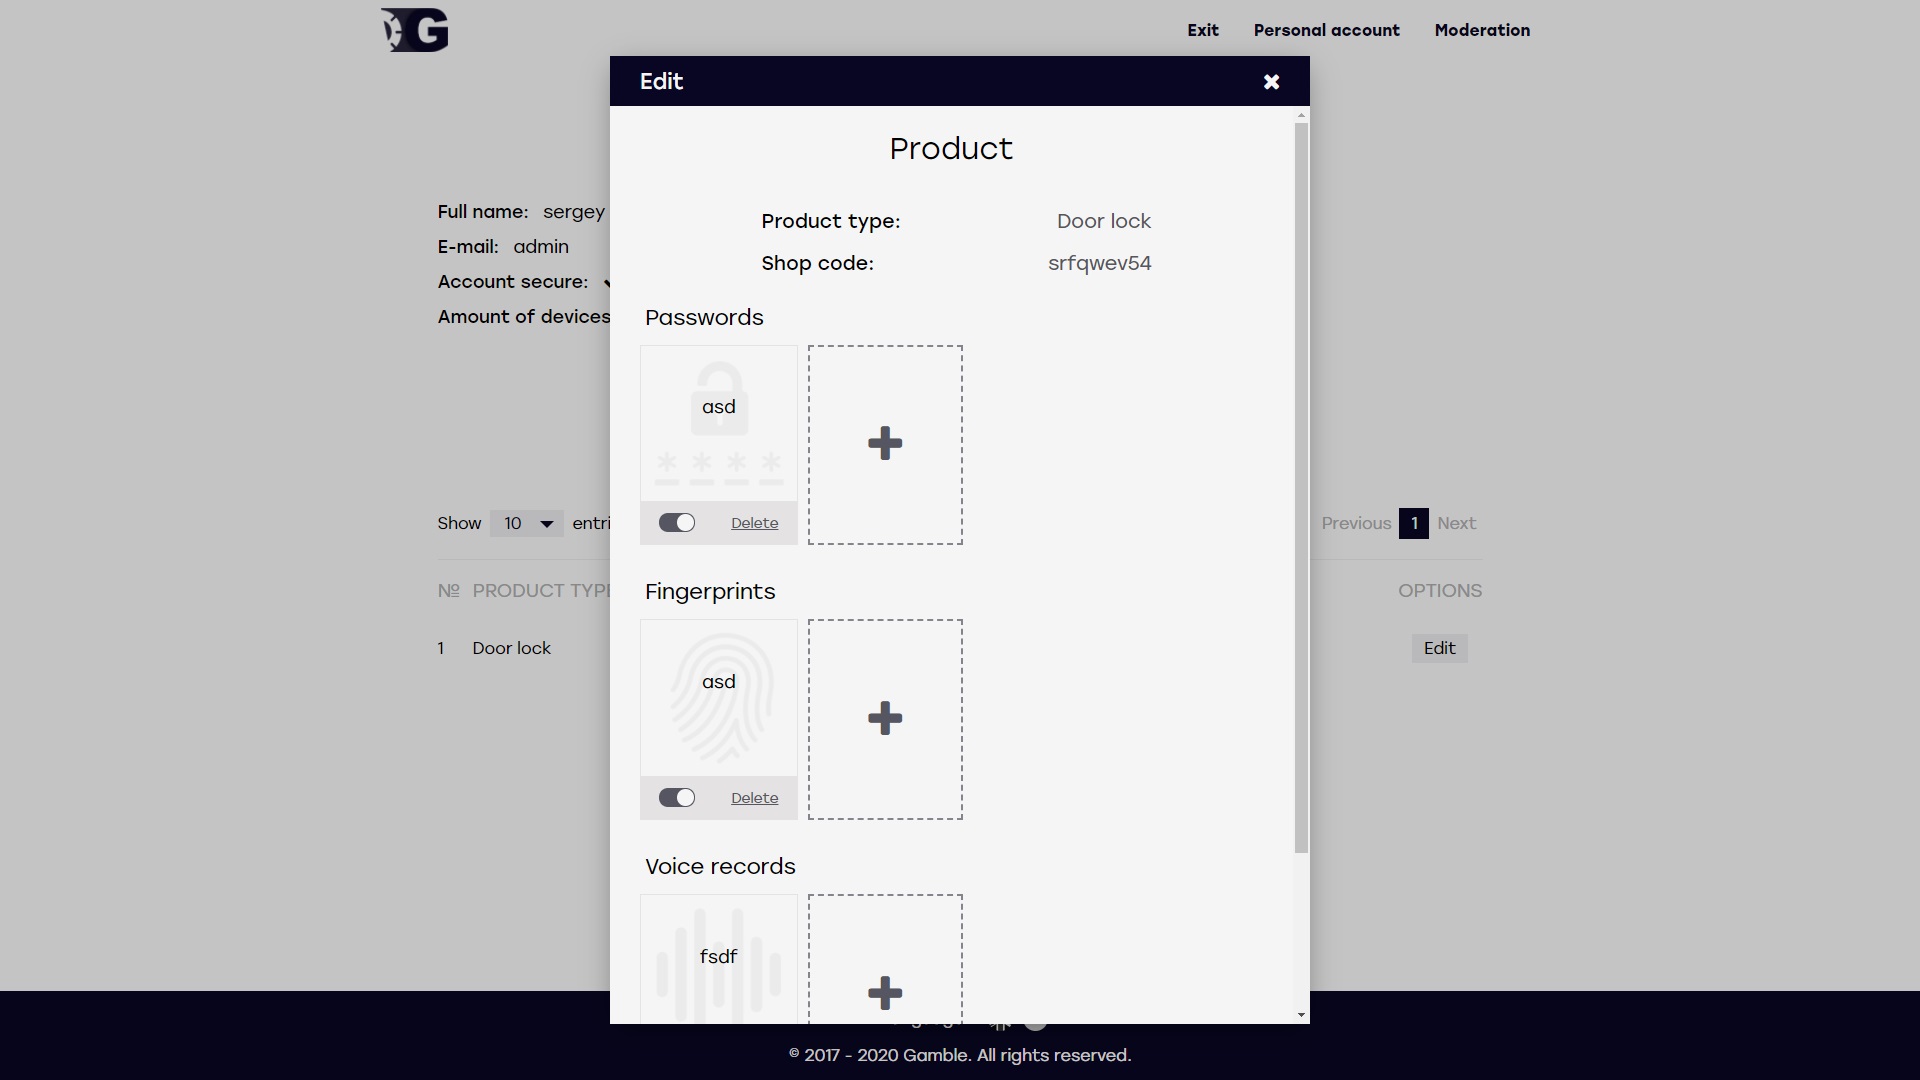 G
Exit Personal account Moderation
Edit
Product
Full name: sergey
Product type: Door lock
E-mail: admin
Shop code: srfqwev54
Account secure:
Amount of devices
Passwords
asd
* * * *
Delete
Show 10 entri
Previous 1 Next
Fingerprints
№ PRODUCT TYPE
OPTIONS
1 Door lock
Edit
asd
Delete
Voice records
fsdf
© 2017 - 2020 Gamble. All rights reserved.